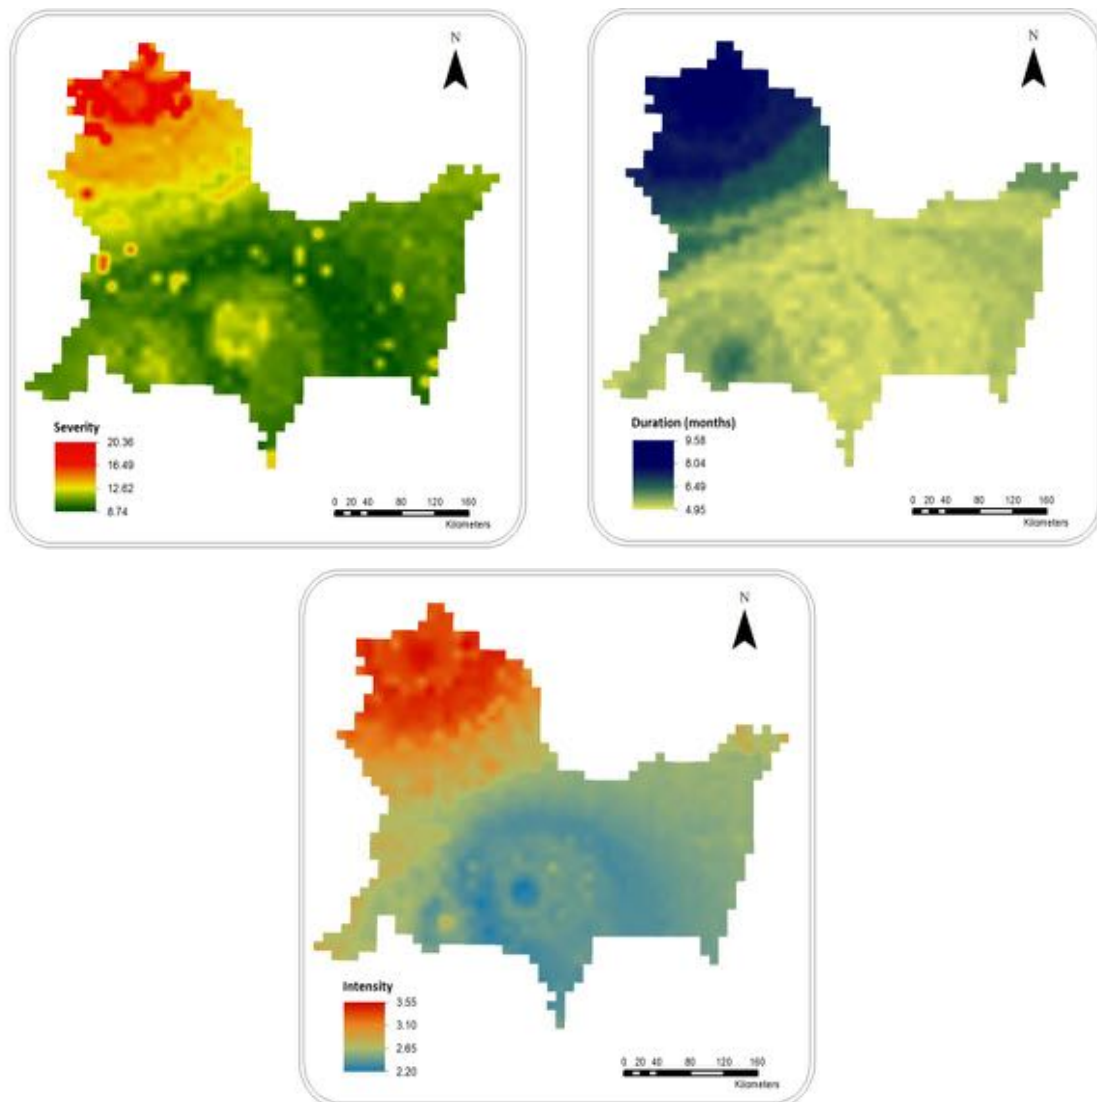 N
Severity
20.36
16.49
12.62
8.74
0 20 40 80 120 160
Kilometers
N
Duration (months)
9.58
8.04
6.49
4.95
0 20 40 80 120 160
Kilometers
N
Intensity
3.55
3.10
2.65
2.20
0 20 40 80 120 160
Kilometers